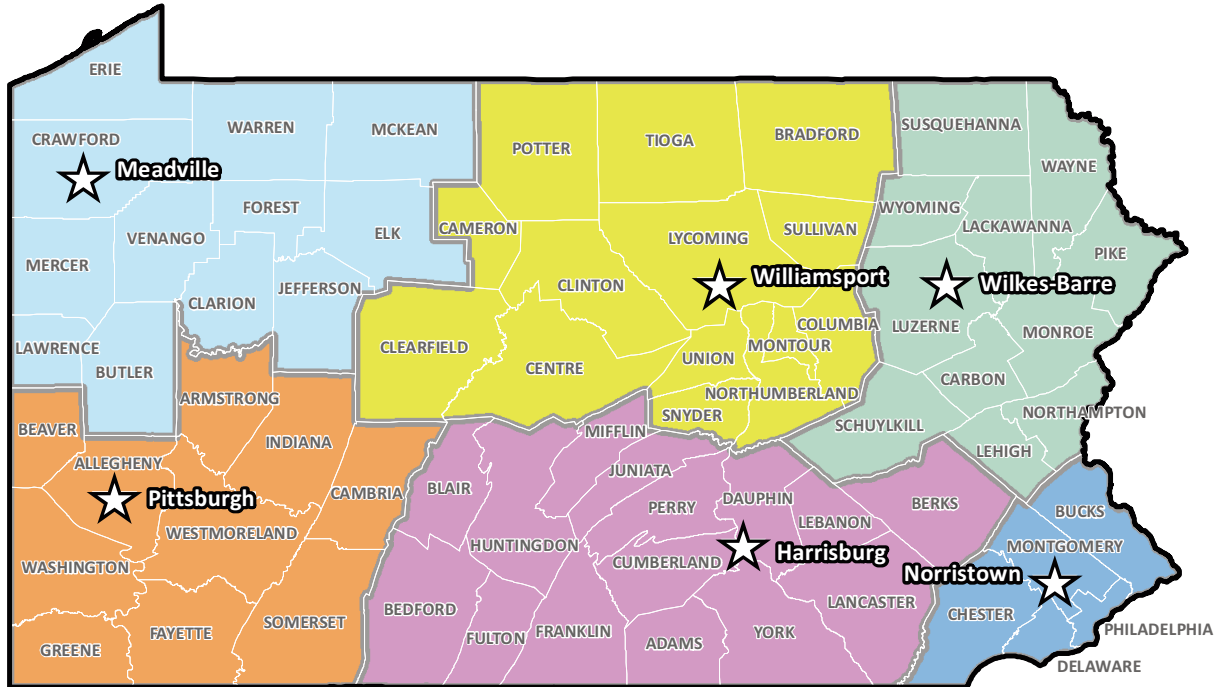 ERIE
CRAWFORD
WARREN
MCKEAN
Meadville
FOREST
VENANGO
ELK
MERCER
JEFFERSON
CLARION
LAWRENCE
BUTLER
POTTER
TIOGA
BRADFORD
CAMERON
LYCOMING
SULLIVAN
CLINTON
Williamsport
COLUMBIA
CLEARFIELD
CENTRE
UNION
MONTOUR
NORTHUMBERLAND
SNYDER
SUSQUEHANNA
WAYNE
WYOMING
LACKAWANNA
PIKE
Wilkes-Barre
LUZERNE
MONROE
CARBON
NORTHAMPTON
SCHUYLKILL
LEHIGH
ARMSTRONG
BEAVER
INDIANA
ALLEGHENY
Pittsburgh
CAMBRIA
WESTMORELAND
WASHINGTON
SOMERSET
FAYETTE
GREENE
MIFFLIN
JUNIATA
BLAIR
PERRY
DAUPHIN
BERKS
LEBANON
HUNTINGDON
CUMBERLAND
Harrisburg
BEDFORD
LANCASTER
FULTON
FRANKLIN
ADAMS
YORK
BUCKS
MONTGOMERY
Norristown
CHESTER
PHILADELPHIA
DELAWARE